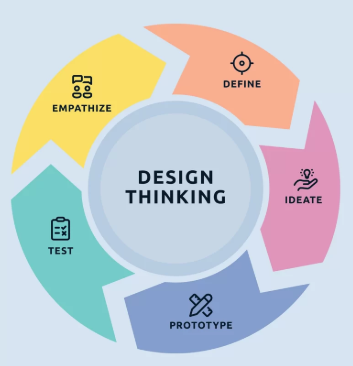 EMPATHIZE
DEFINE
IDEATE
PROTOTYPE
TEST
DESIGN
THINKING